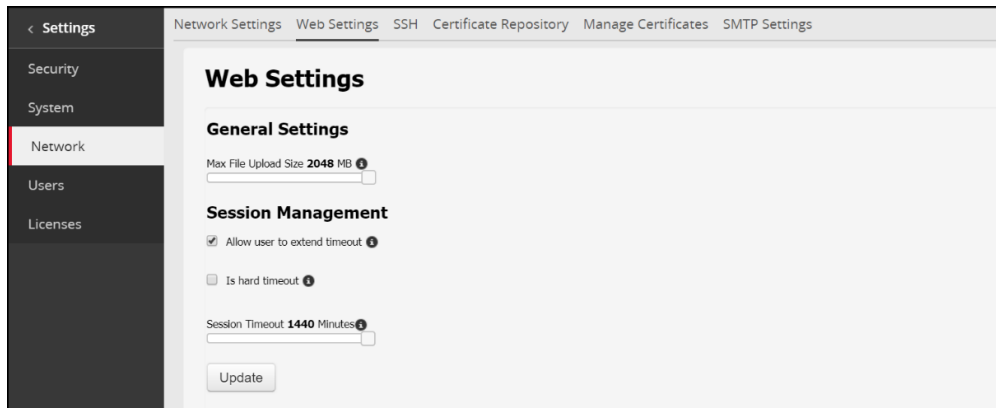 < Settings
Security
System
Network
Users
Licenses
Network Settings Web Settings SSH Certificate Repository Manage Certificates SMTP Settings
Web Settings
General Settings
Max File Upload Size 2048 MB
Session Management
Allow user to extend timeout
Is hard timeout
Session Timeout 1440 Minutes
Update